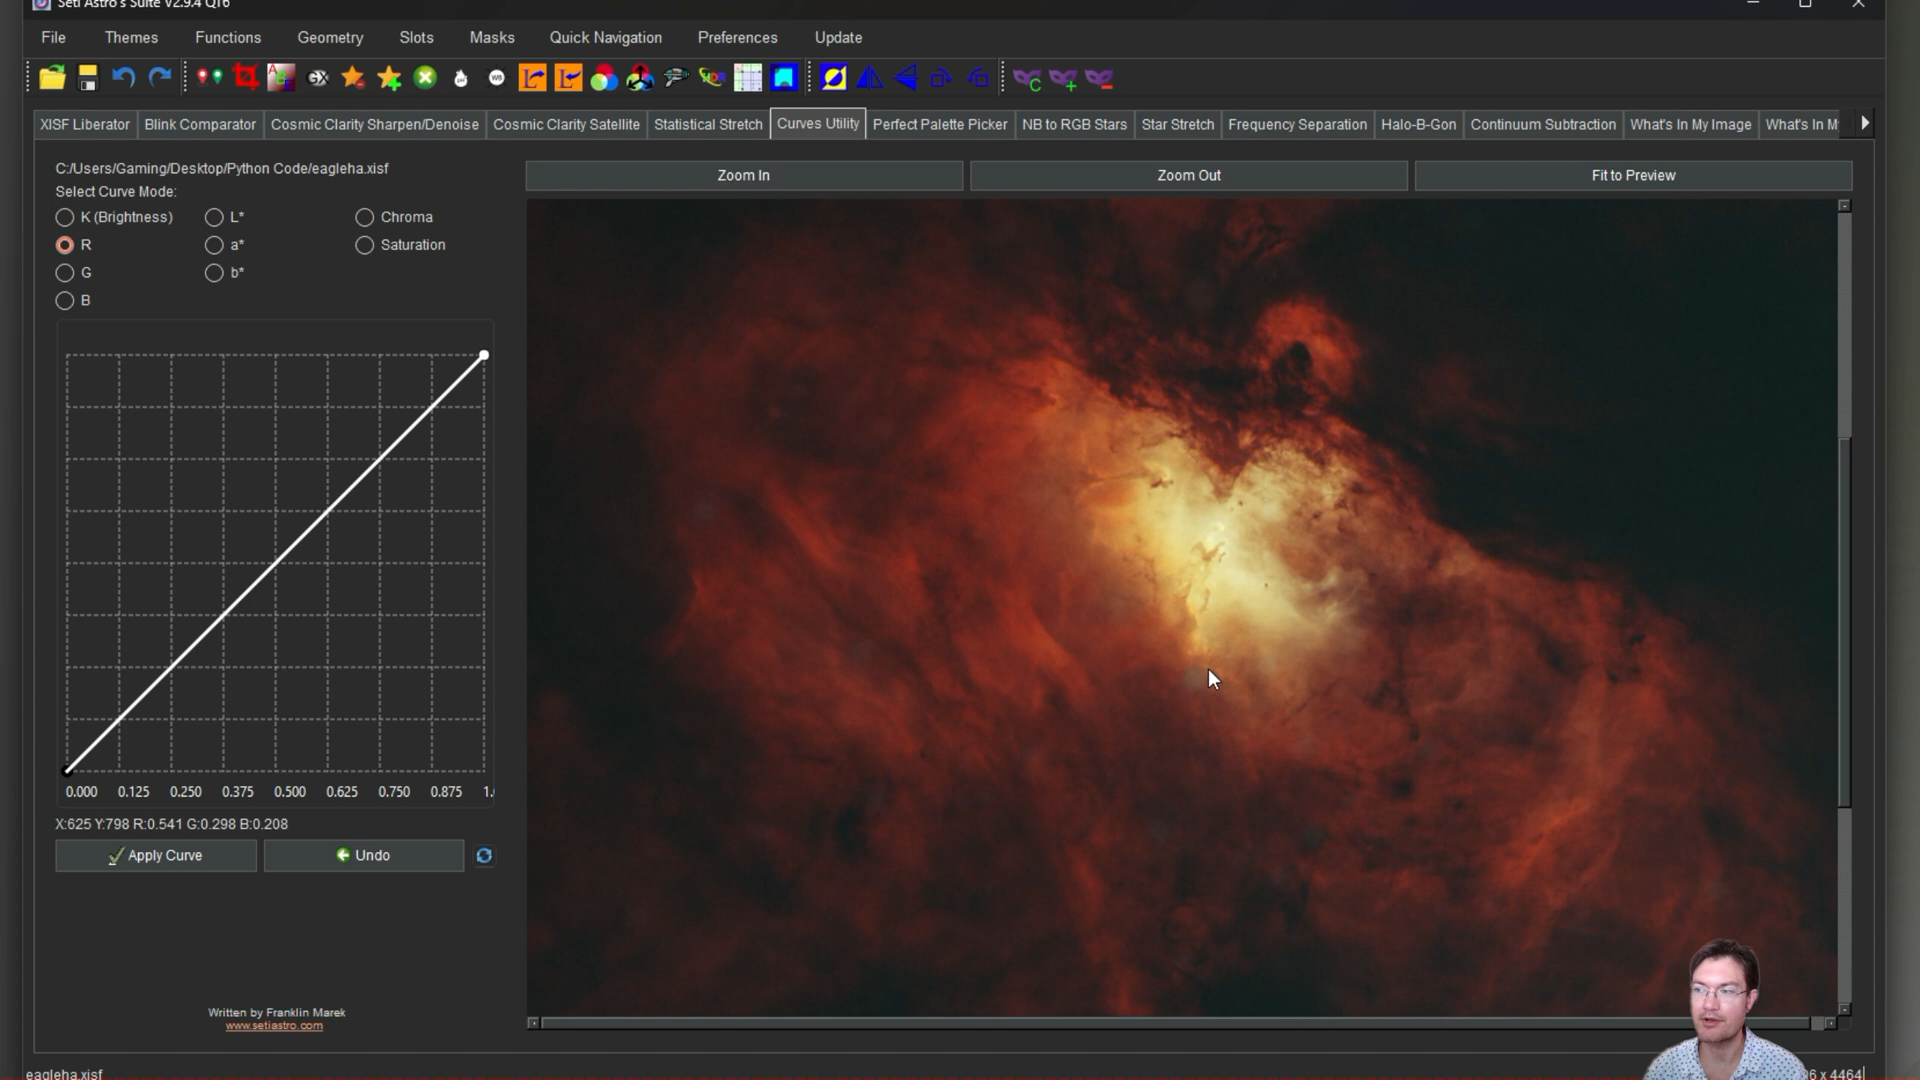 Seti Astro's Suite V2.9.4 QT6
File Themes Functions Geometry Slots Masks Quick Navigation Preferences Update
XISF Liberator Blink Comparator Cosmic Clarity Sharpen/Denoise Cosmic Clarity Satellite Statistical Stretch Curves Utility Perfect Palette Picker NB to RGB Stars Star Stretch Frequency Separation Halo-B-Gon Continuum Subtraction What's In My Image What's In M
C:/Users/Gaming/Desktop/Python Code/eagleha.xisf
Zoom In Zoom Out Fit to Preview
Select Curve Mode:
K (Brightness) L* Chroma
R a* Saturation
G b*
B
0.000 0.125 0.250 0.375 0.500 0.625 0.750 0.875 1.
X:625 Y:798 R:0.541 G:0.298 B:0.208
Apply Curve Undo
Written by Franklin Marek
www.setiastro.com
eagleha.xisf 6 x 4464